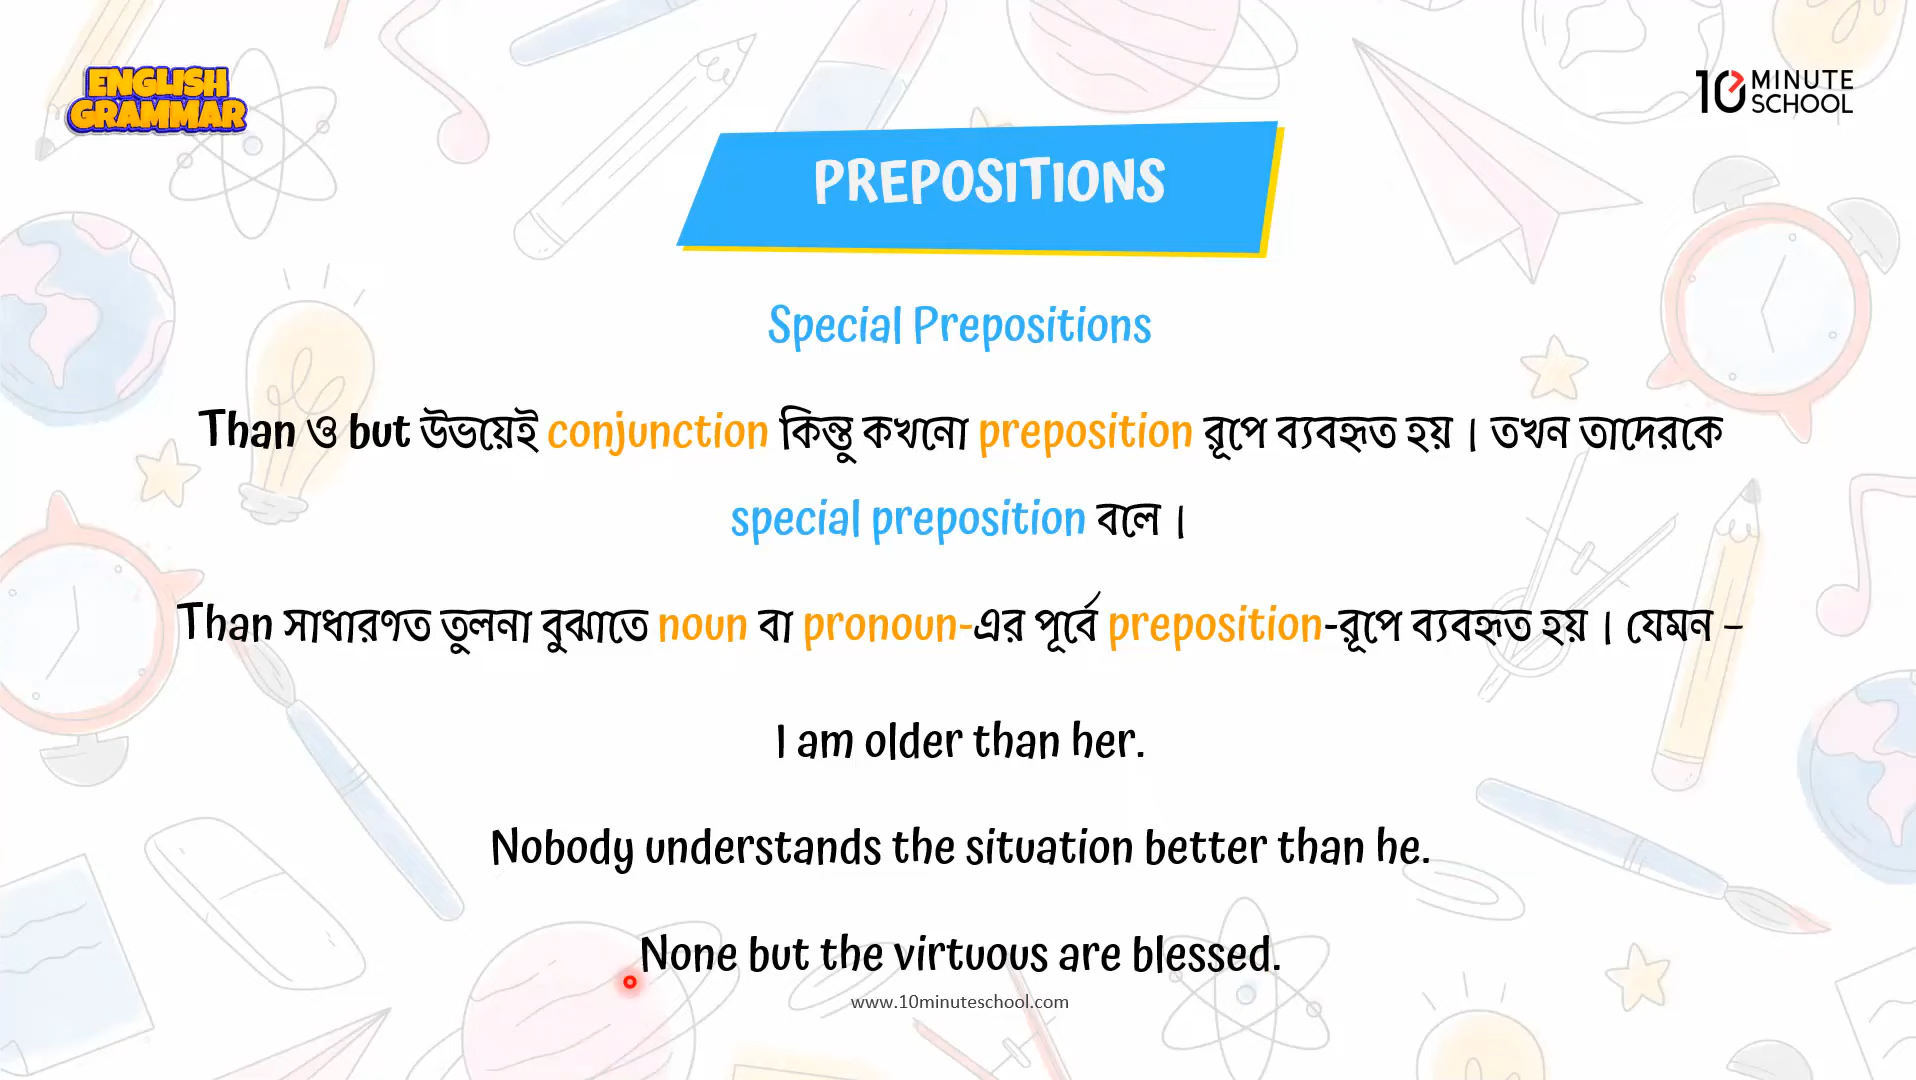 ENGLISH
GRAMMAR
10 MINUTE
SCHOOL
PREPOSITIONS
Special Prepositions
Than ও but উভয়েই conjunction কিন্তু কখনো preposition রূপে ব্যবহৃত হয়। তখন তাদেরকে
special preposition বলে।
Than সাধারণত তুলনা বুঝাতে noun বা pronoun-এর পূর্বে preposition-রূপে ব্যবহৃত হয়। যেমন –
I am older than her.
Nobody understands the situation better than he.
None but the virtuous are blessed.
www.10minuteschool.com